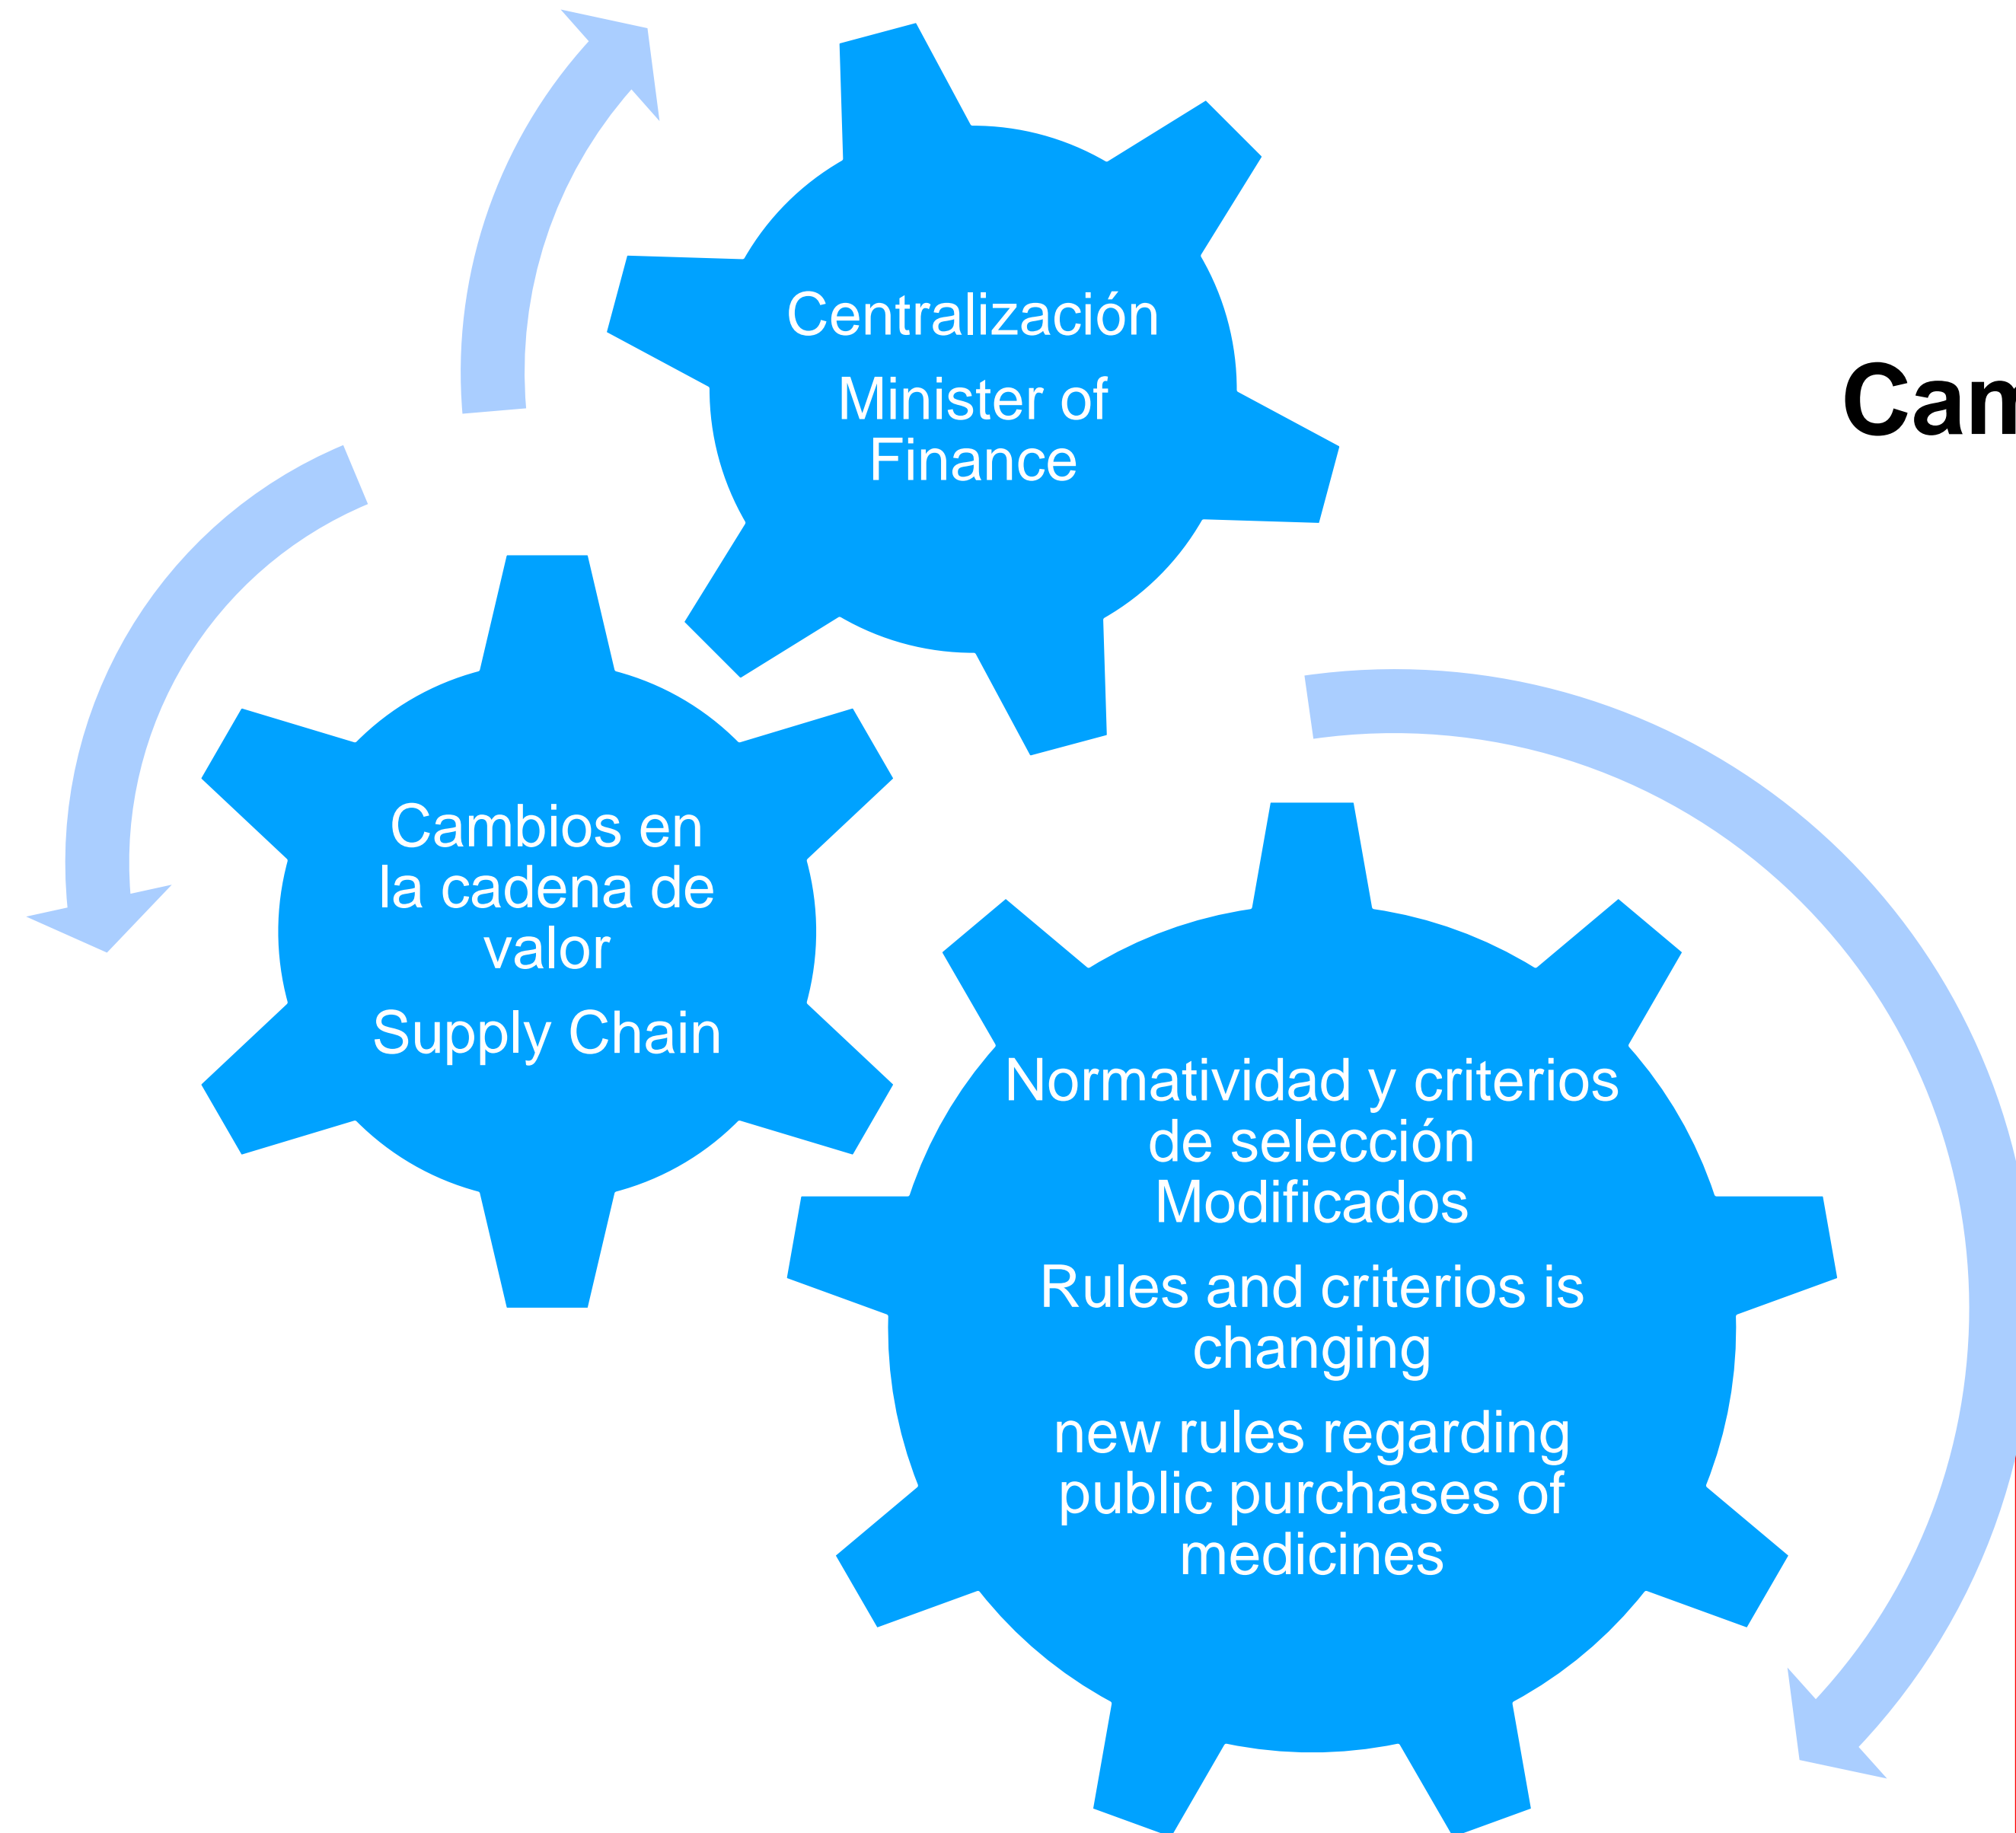 Centralización
Minister of
Finance
Cambios en
la cadena de
valor
Supply Chain
Normatividad y criterios
de selección
Modificados
Rules and criterios is
changing
new rules regarding
public purchases of
medicines